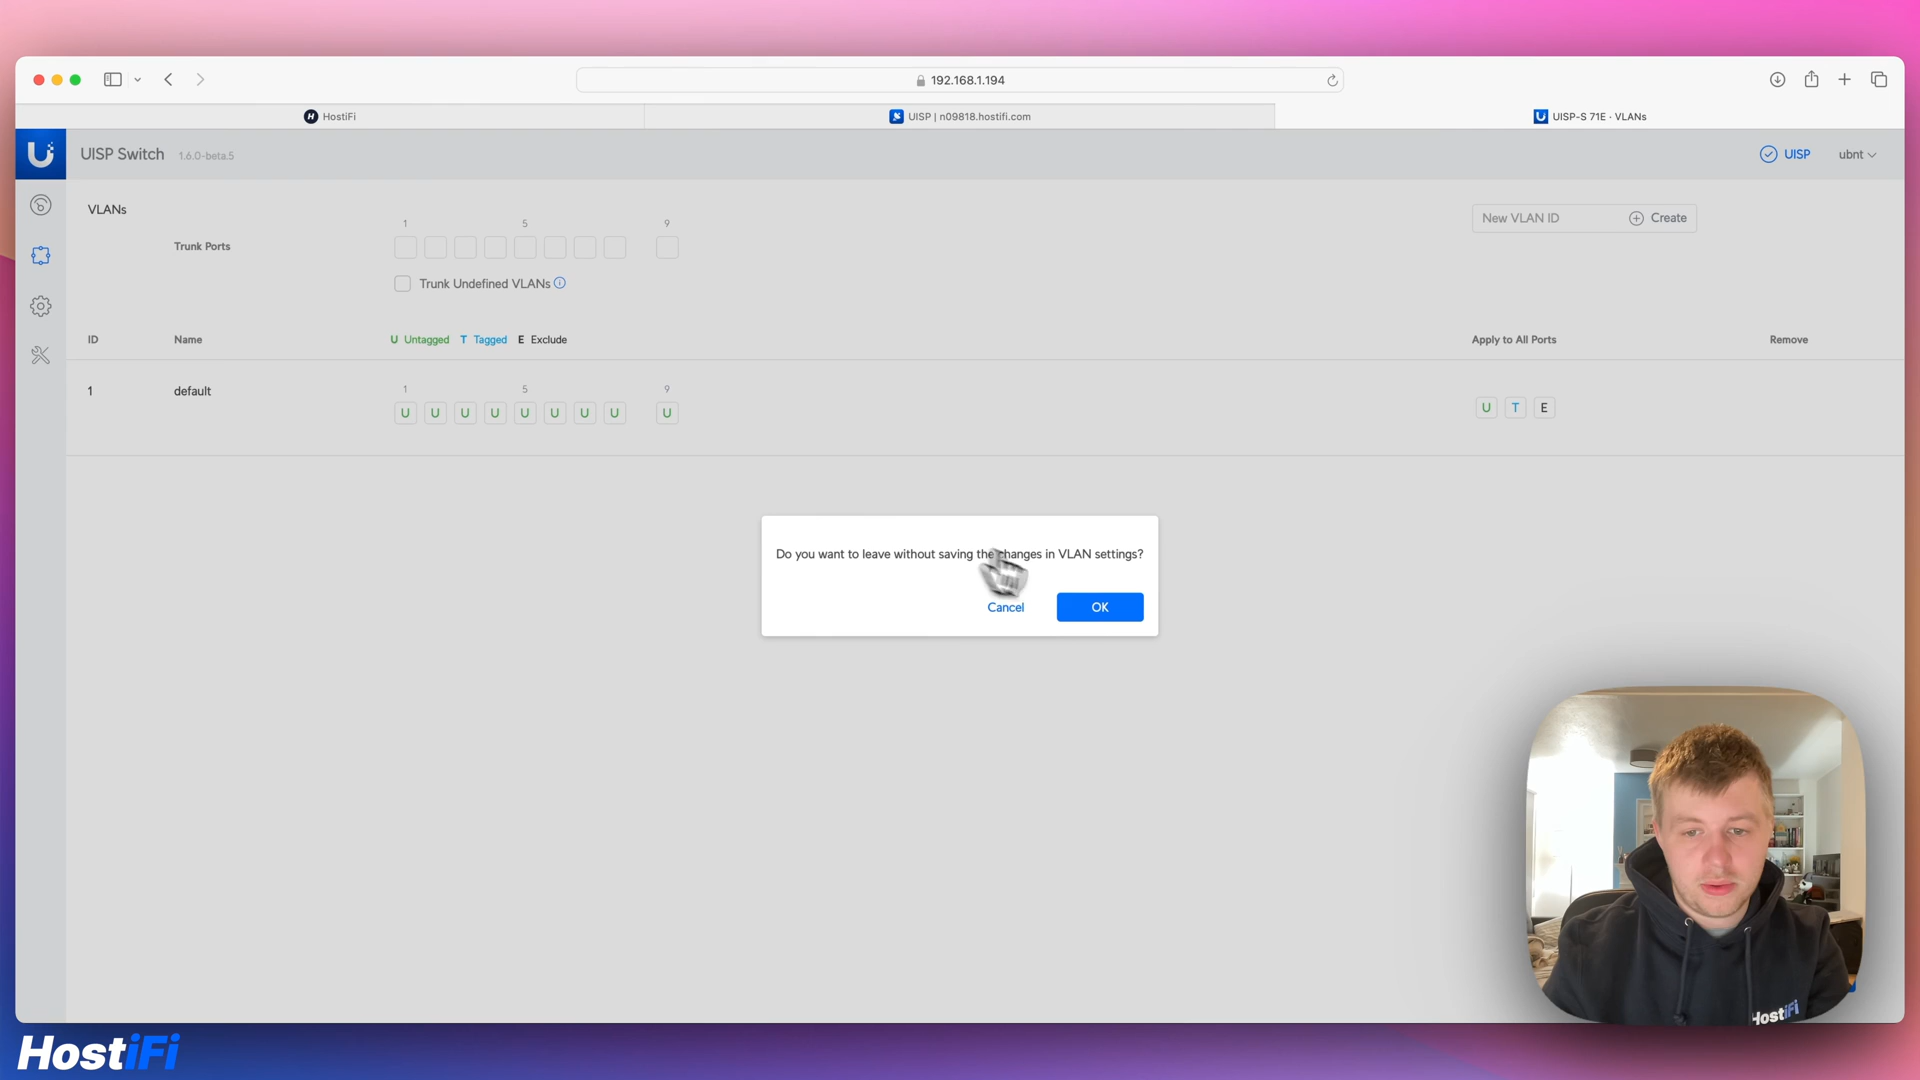 192.168.1.194
HostiFi
UISP | n09818.hostifi.com
UISP-S 71E · VLANs
UISP Switch 1.6.0-beta.5
UISP
ubnt
VLANs
1 5 9
Trunk Ports
Trunk Undefined VLANs
New VLAN ID
Create
ID Name U Untagged T Tagged E Exclude Apply to All Ports Remove
1 default
1 5 9
U U U U U U U U U
U T E
Do you want to leave without saving the changes in VLAN settings?
Cancel OK
HostiFi
HostiFi